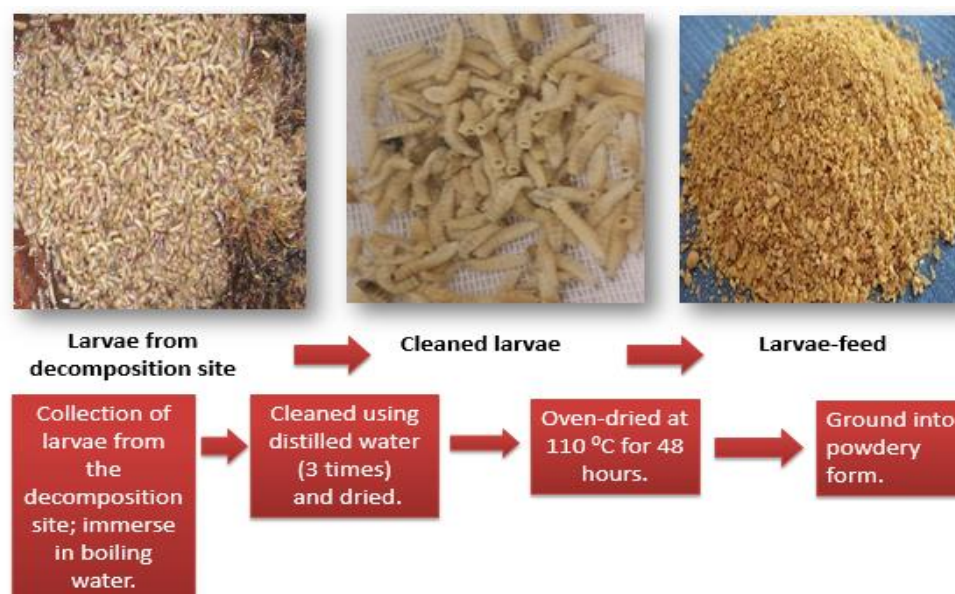 Larvae from
decomposition site
Cleaned larvae
Larvae-feed
Collection of
larvae from
the
decomposition
site; immerse
in boiling
water.
Cleaned using
distilled water
(3 times)
and dried.
Oven-dried at
110 ⁰C for 48
hours.
Ground into
powdery
form.